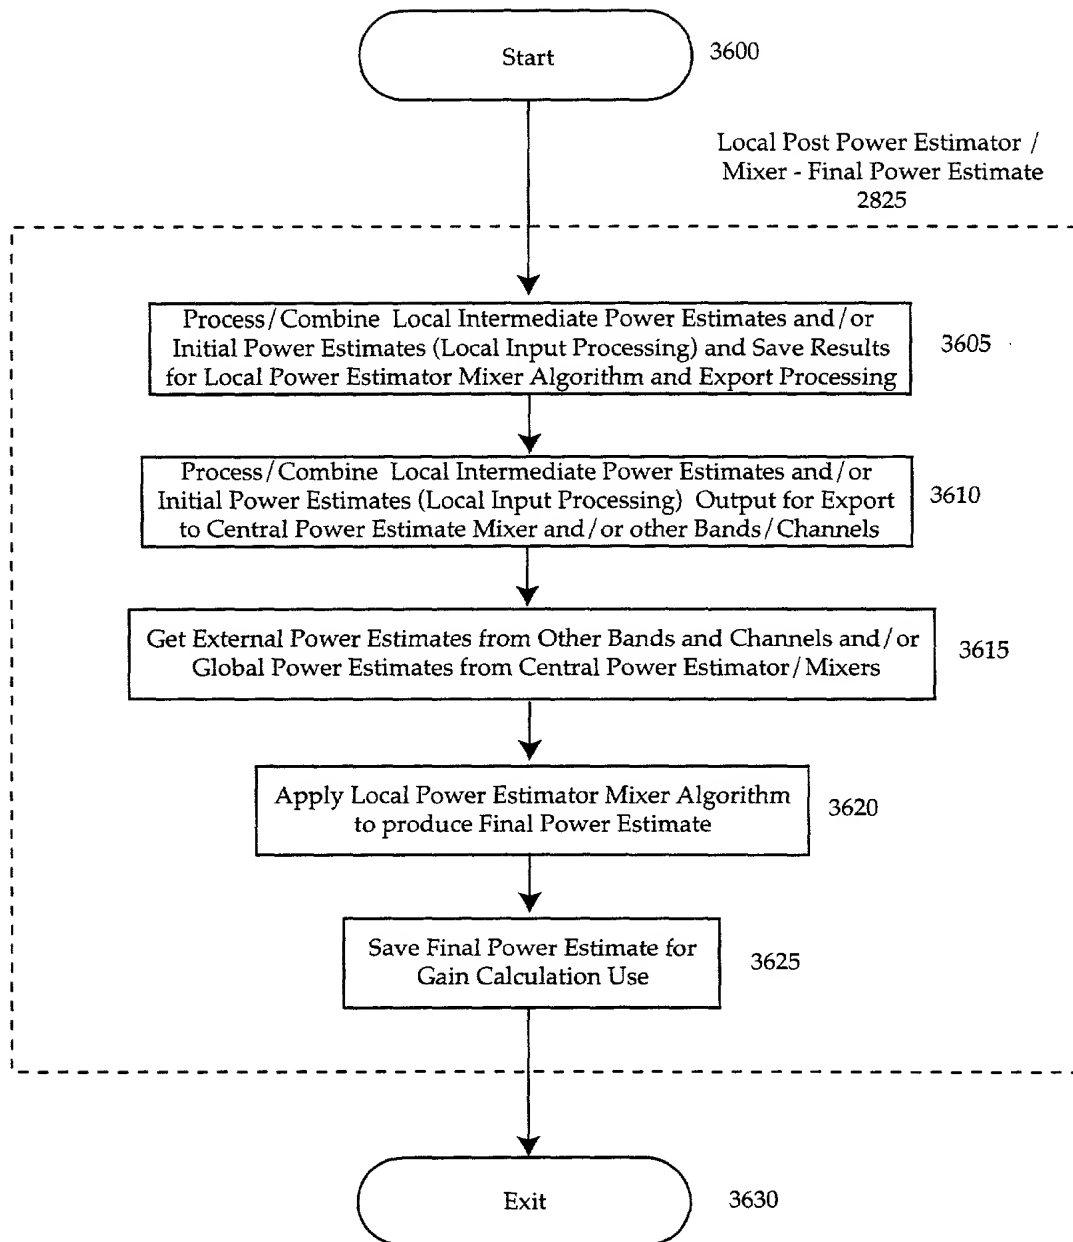 Start
3600
Local Post Power Estimator /
Mixer - Final Power Estimate
2825
Process/Combine Local Intermediate Power Estimates and/or
Initial Power Estimates (Local Input Processing) and Save Results
for Local Power Estimator Mixer Algorithm and Export Processing
3605
Process/Combine Local Intermediate Power Estimates and/or
Initial Power Estimates (Local Input Processing) Output for Export
to Central Power Estimate Mixer and/or other Bands/Channels
3610
Get External Power Estimates from Other Bands and Channels and/or
Global Power Estimates from Central Power Estimator/Mixers
3615
Apply Local Power Estimator Mixer Algorithm
to produce Final Power Estimate
3620
Save Final Power Estimate for
Gain Calculation Use
3625
Exit
3630